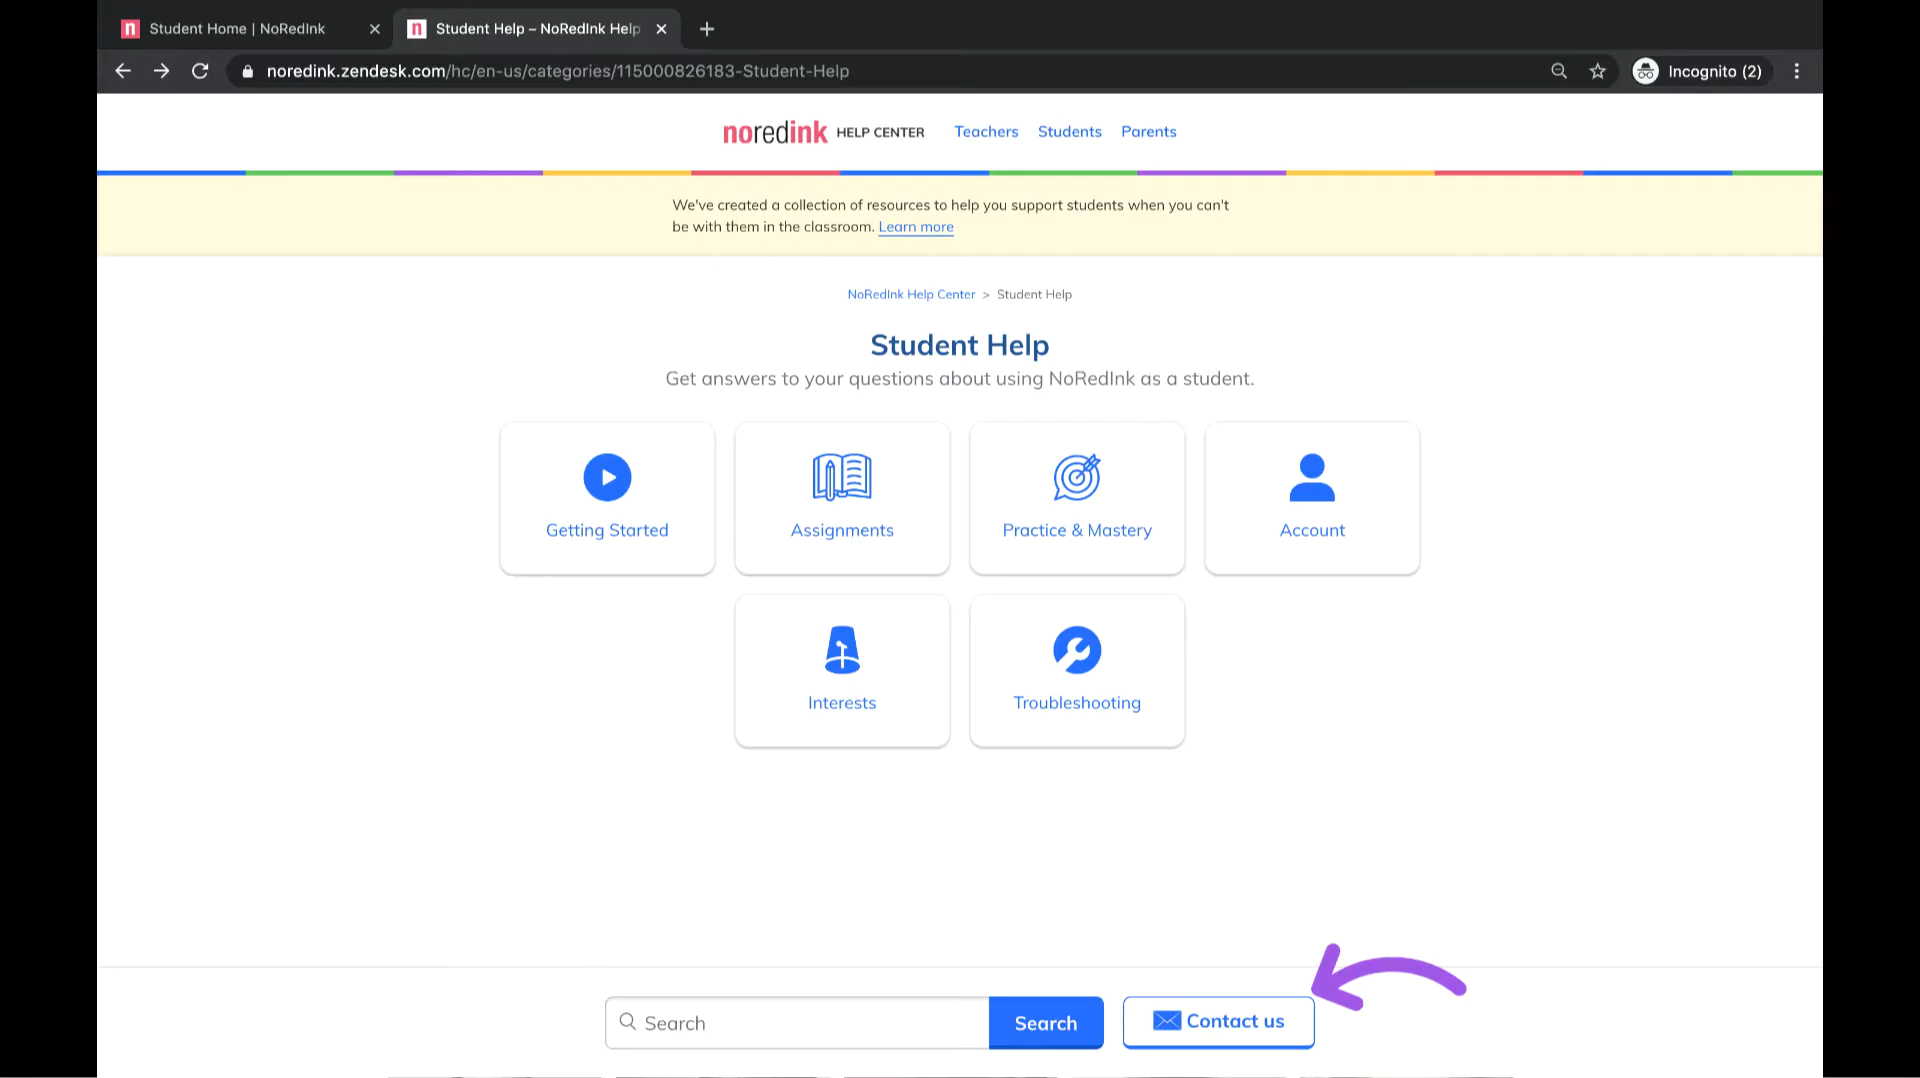 Student Home | NoRedInk
Student Help – NoRedInk Help
noredink.zendesk.com/hc/en-us/categories/115000826183-Student-Help
Incognito (2)
noredink HELP CENTER Teachers Students Parents
We've created a collection of resources to help you support students when you can't
be with them in the classroom. Learn more
NoRedInk Help Center > Student Help
Student Help
Get answers to your questions about using NoRedInk as a student.
Getting Started
Assignments
Practice & Mastery
Account
Interests
Troubleshooting
Search
Search
Contact us